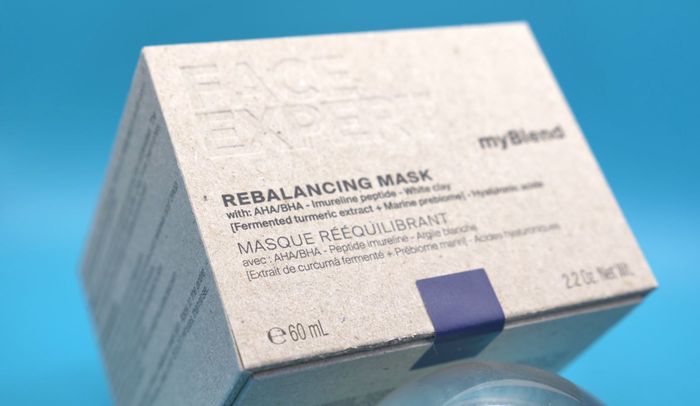 FACE
EXPERT
myBlend
REBALANCING MASK
with: AHA/BHA - Imureline peptide - White clay
[Fermented turmeric extract + Marine prebiome] - Hyaluronic acids
MASQUE RÉÉQUILIBRANT
avec : AHA/BHA - Peptide imureline - Argile blanche
[Extrait de curcuma fermenté + Prébiome marin] - Acides hyaluroniques
℮60 mL
2.2 Oz. Net Wt.